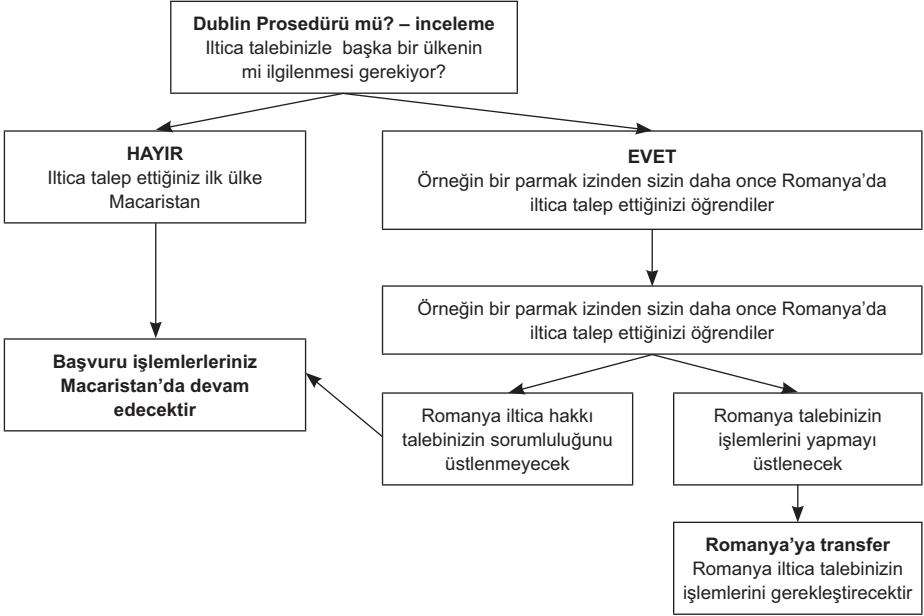 Dublin Prosedürü mü? – inceleme
Iltica talebinizle başka bir ülkenin
mi ilgilenmesi gerekiyor?
HAYIR
Iltica talep ettiğiniz ilk ülke
Macaristan
EVET
Örneğin bir parmak izinden sizin daha once Romanya’da
iltica talep ettiğinizi öğrendiler
Örneğin bir parmak izinden sizin daha once Romanya’da
iltica talep ettiğinizi öğrendiler
Başvuru işlemlerleriniz
Macaristan’da devam
edecektir
Romanya iltica hakkı
talebinizin sorumluluğunu
üstlenmeyecek
Romanya talebinizin
işlemlerini yapmayı
üstlenecek
Romanya’ya transfer
Romanya iltica talebinizin
işlemlerini gerekleştirecektir